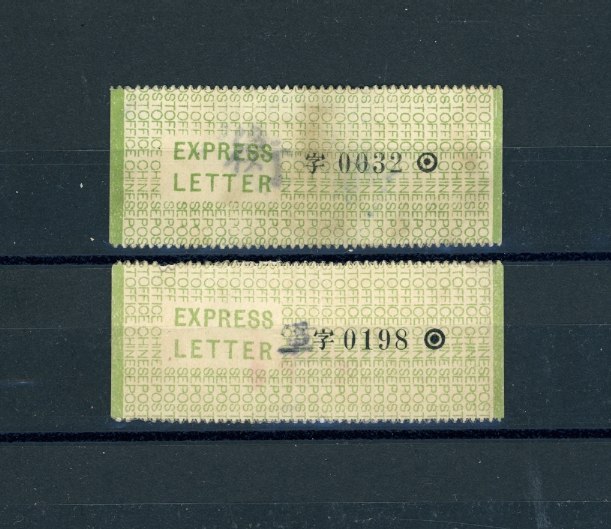 EXPRESS
LETTER
字 0032
EXPRESS
LETTER
字 0198